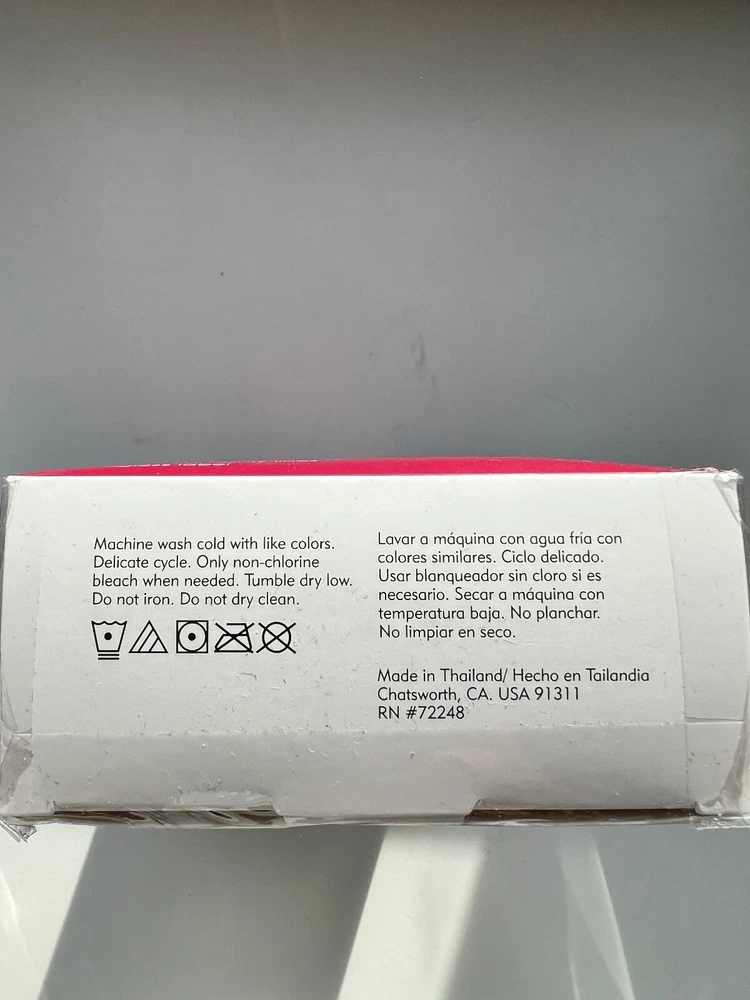 Machine wash cold with like colors.
Delicate cycle. Only non-chlorine
bleach when needed. Tumble dry low.
Do not iron. Do not dry clean.
Lavar a máquina con agua fría con
colores similares. Ciclo delicado.
Usar blanqueador sin cloro si es
necesario. Secar a máquina con
temperatura baja. No planchar.
No limpiar en seco.
Made in Thailand/ Hecho en Tailandia
Chatsworth, CA. USA 91311
RN #72248